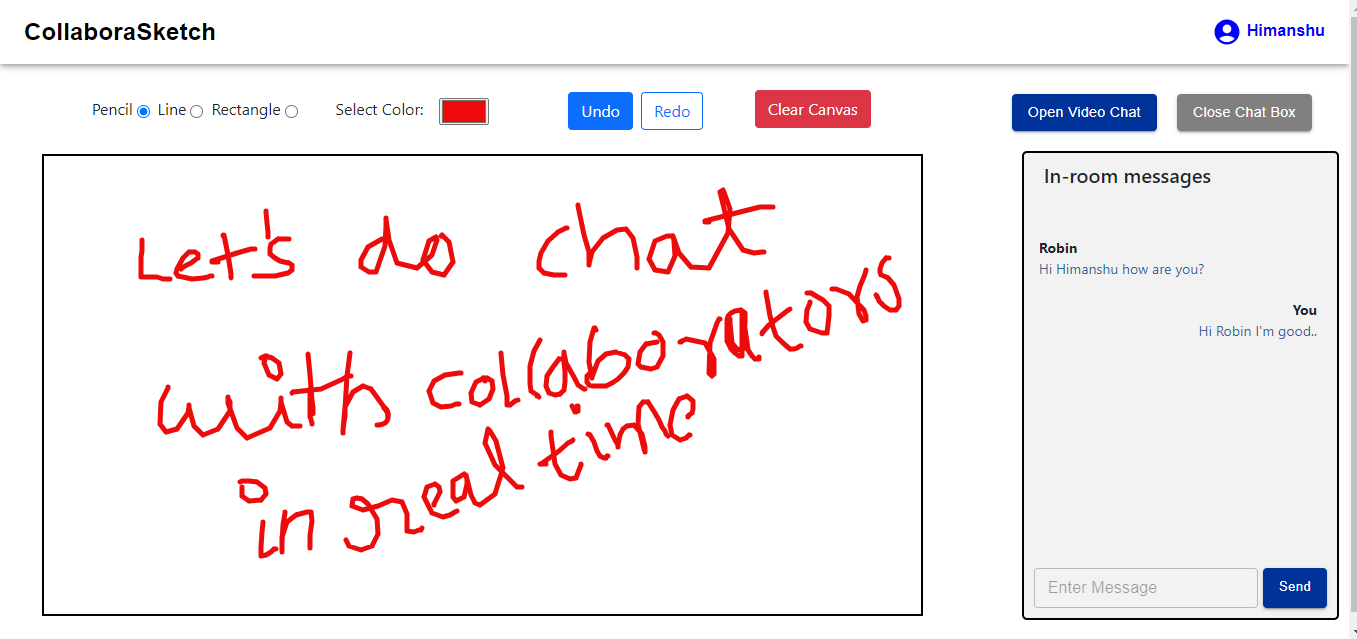 CollaboraSketch
Himanshu
Pencil Line Rectangle Select Color: Undo Redo Clear Canvas Open Video Chat Close Chat Box
Let's do chat
with collaborators
in real time
In-room messages
Robin
Hi Himanshu how are you?
You
Hi Robin I'm good..
Enter Message Send